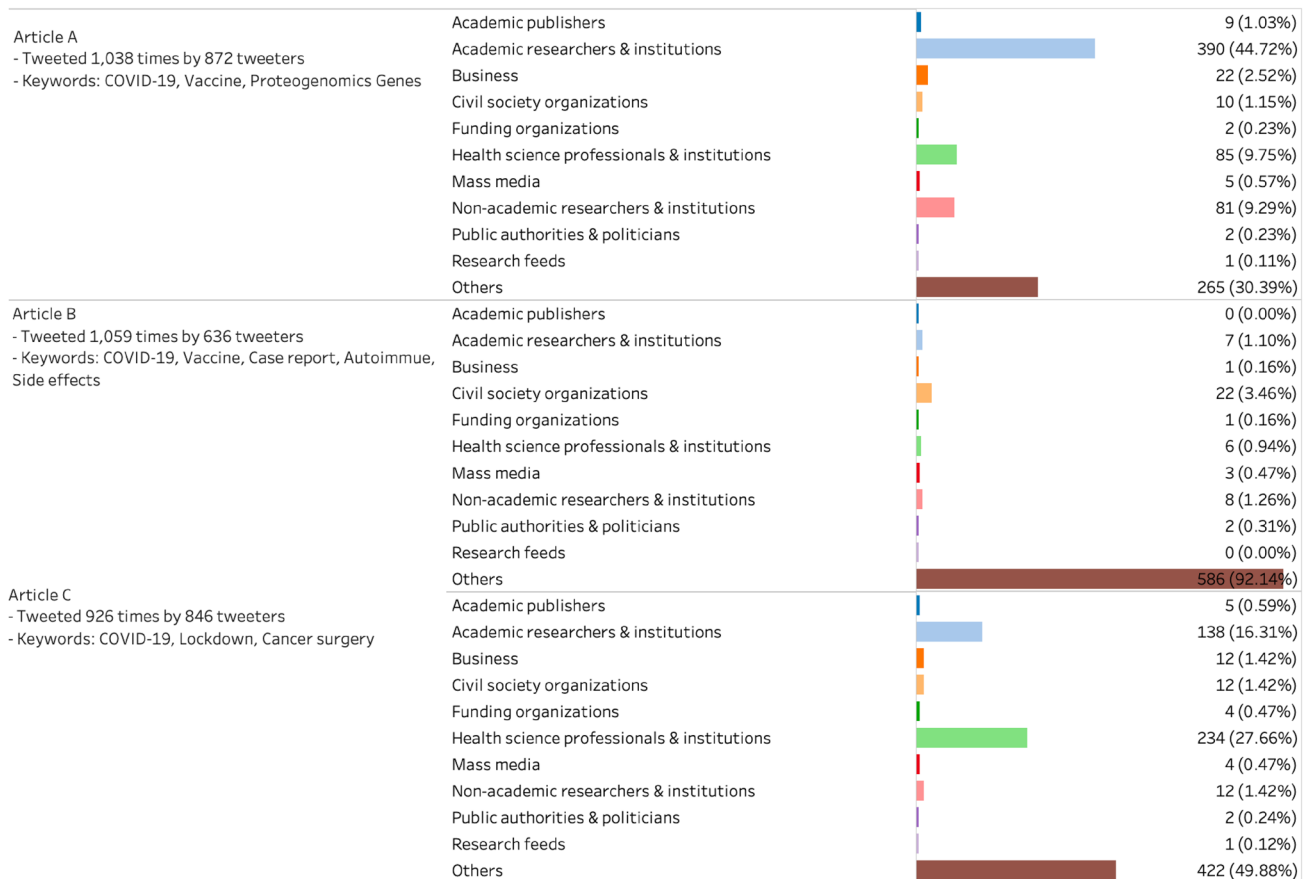 Article A
- Tweeted 1,038 times by 872 tweeters
- Keywords: COVID-19, Vaccine, Proteogenomics Genes
Academic publishers 9 (1.03%)
Academic researchers & institutions 390 (44.72%)
Business 22 (2.52%)
Civil society organizations 10 (1.15%)
Funding organizations 2 (0.23%)
Health science professionals & institutions 85 (9.75%)
Mass media 5 (0.57%)
Non-academic researchers & institutions 81 (9.29%)
Public authorities & politicians 2 (0.23%)
Research feeds 1 (0.11%)
Others 265 (30.39%)
Article B
- Tweeted 1,059 times by 636 tweeters
- Keywords: COVID-19, Vaccine, Case report, Autoimmue,
Side effects
Academic publishers 0 (0.00%)
Academic researchers & institutions 7 (1.10%)
Business 1 (0.16%)
Civil society organizations 22 (3.46%)
Funding organizations 1 (0.16%)
Health science professionals & institutions 6 (0.94%)
Mass media 3 (0.47%)
Non-academic researchers & institutions 8 (1.26%)
Public authorities & politicians 2 (0.31%)
Research feeds 0 (0.00%)
Others 586 (92.14%)
Article C
- Tweeted 926 times by 846 tweeters
- Keywords: COVID-19, Lockdown, Cancer surgery
Academic publishers 5 (0.59%)
Academic researchers & institutions 138 (16.31%)
Business 12 (1.42%)
Civil society organizations 12 (1.42%)
Funding organizations 4 (0.47%)
Health science professionals & institutions 234 (27.66%)
Mass media 4 (0.47%)
Non-academic researchers & institutions 12 (1.42%)
Public authorities & politicians 2 (0.24%)
Research feeds 1 (0.12%)
Others 422 (49.88%)